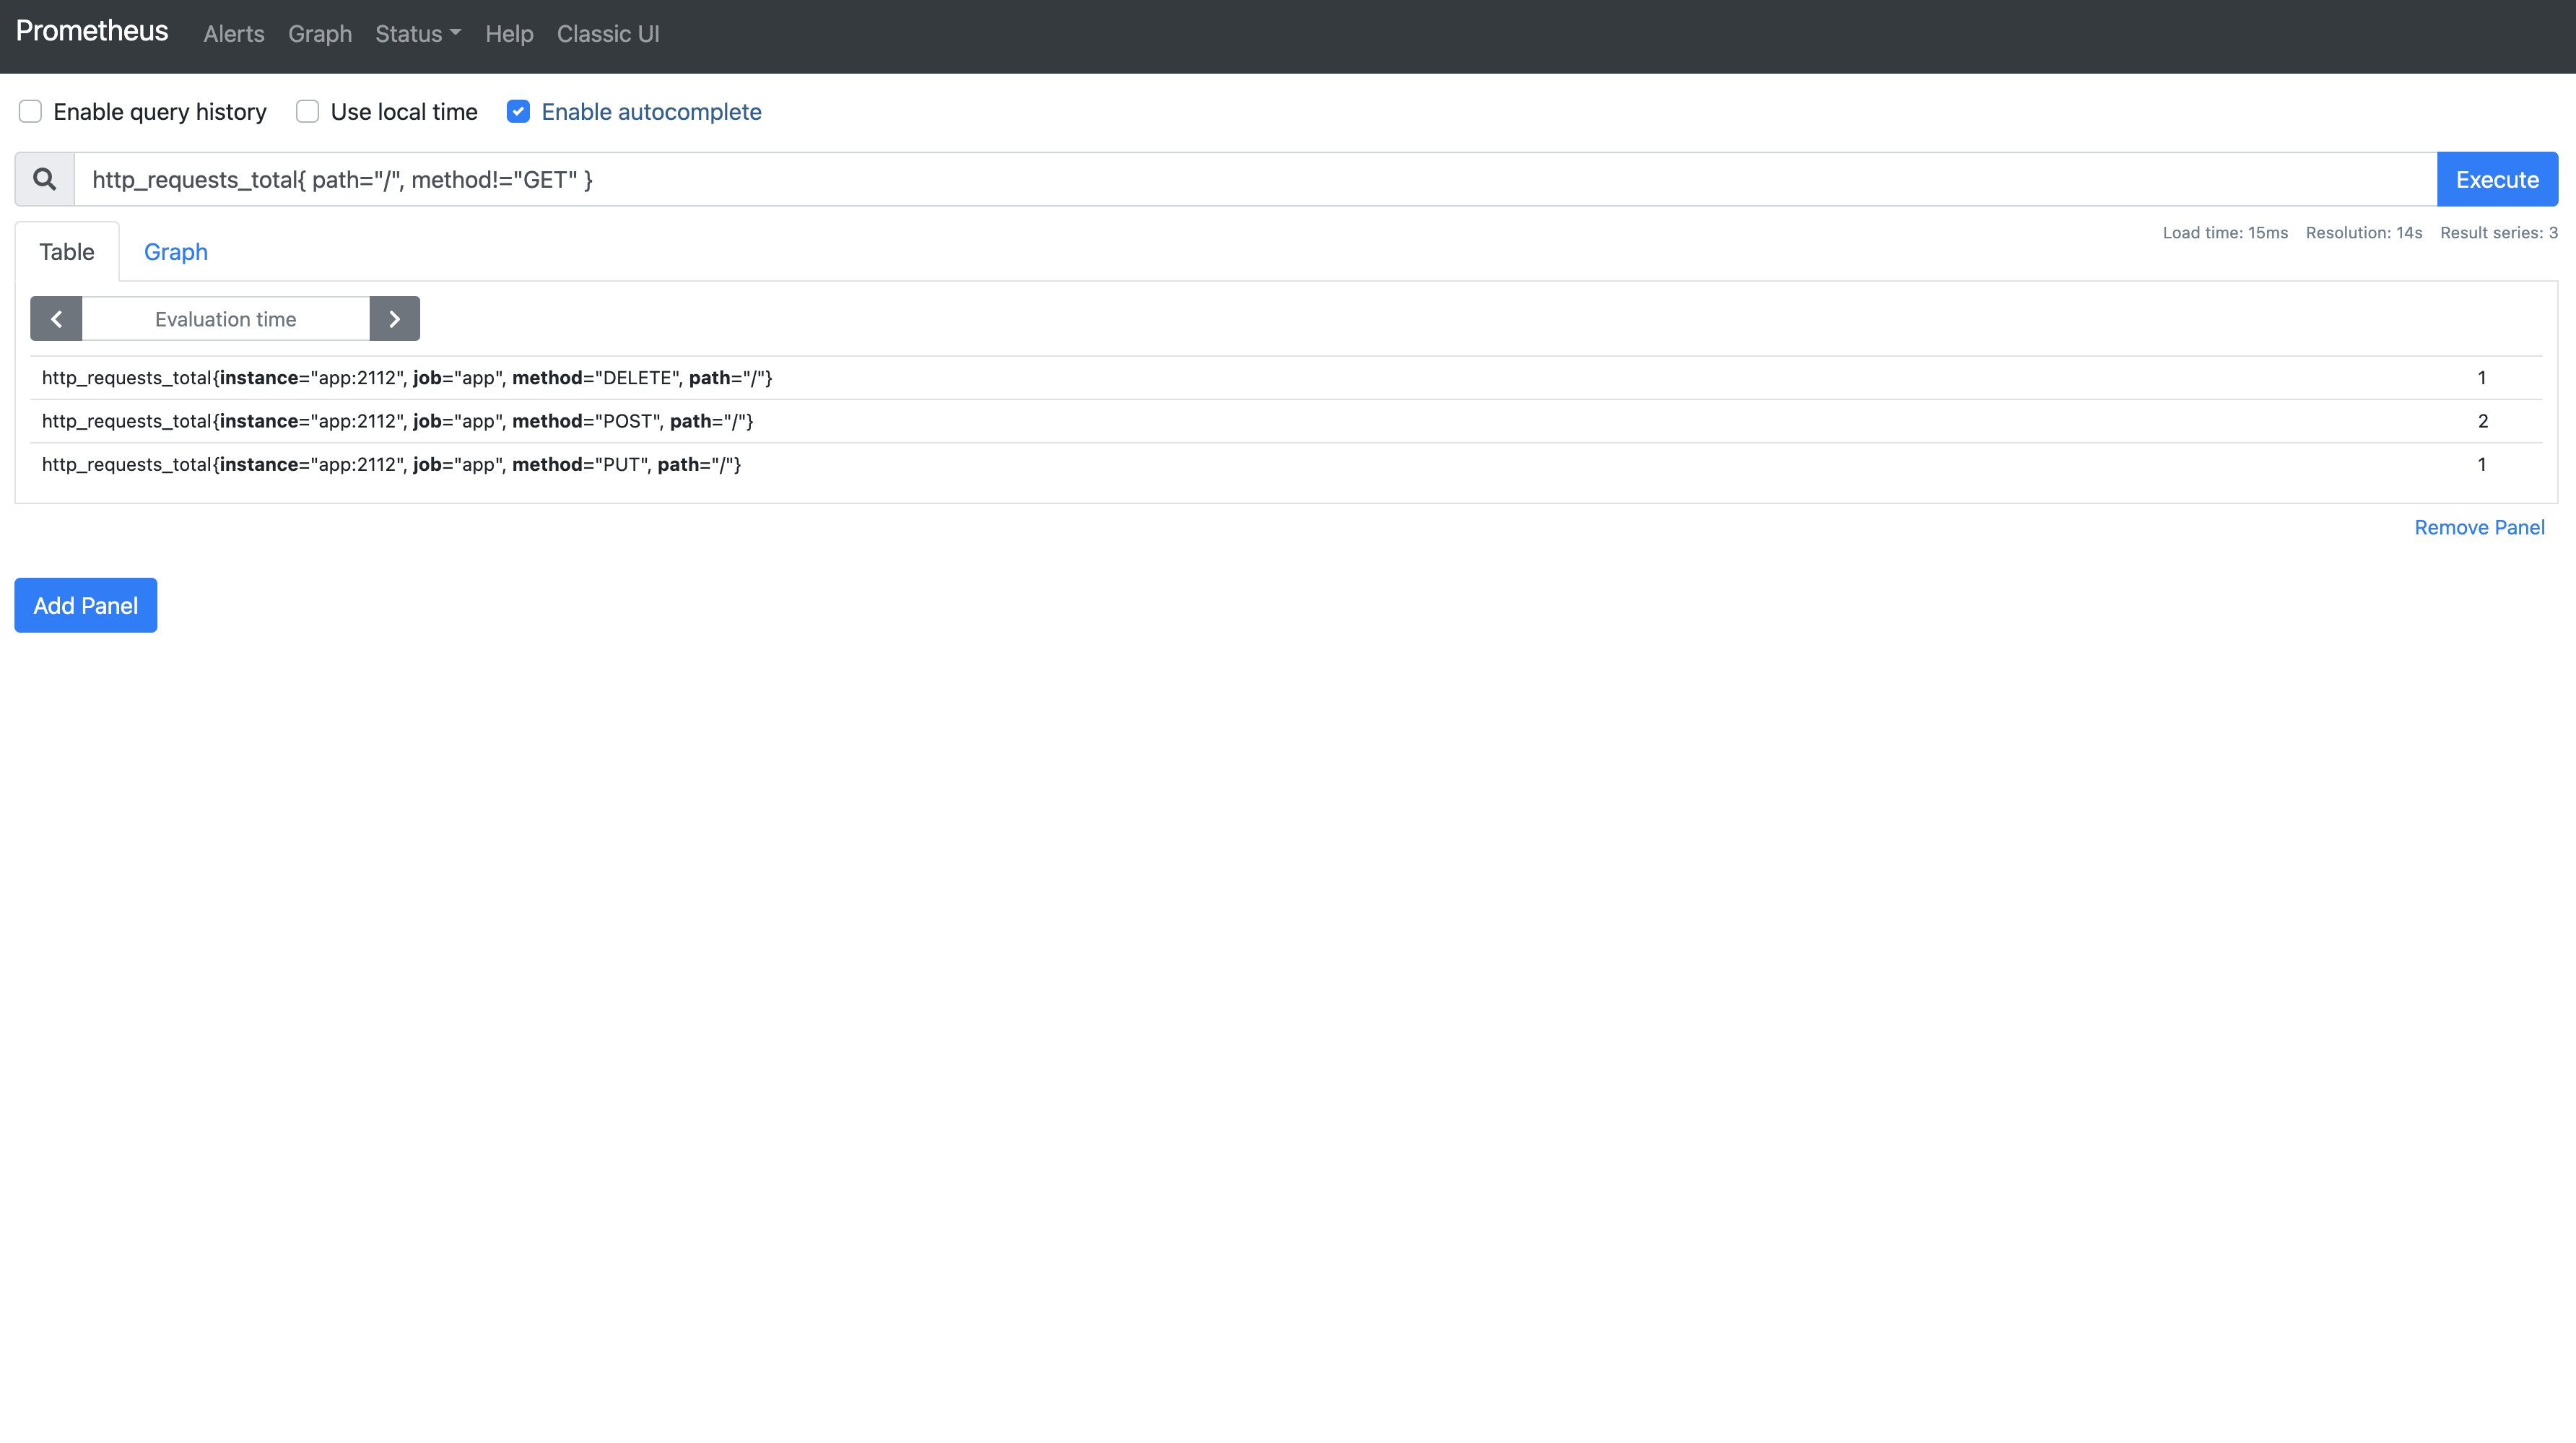 Prometheus Alerts Graph Status Help Classic UI
Enable query history Use local time Enable autocomplete
http_requests_total{ path="/", method!="GET" } Execute
Table Graph Load time: 15ms Resolution: 14s Result series: 3
Evaluation time
http_requests_total{instance="app:2112", job="app", method="DELETE", path="/"} 1
http_requests_total{instance="app:2112", job="app", method="POST", path="/"} 2
http_requests_total{instance="app:2112", job="app", method="PUT", path="/"} 1
Remove Panel
Add Panel